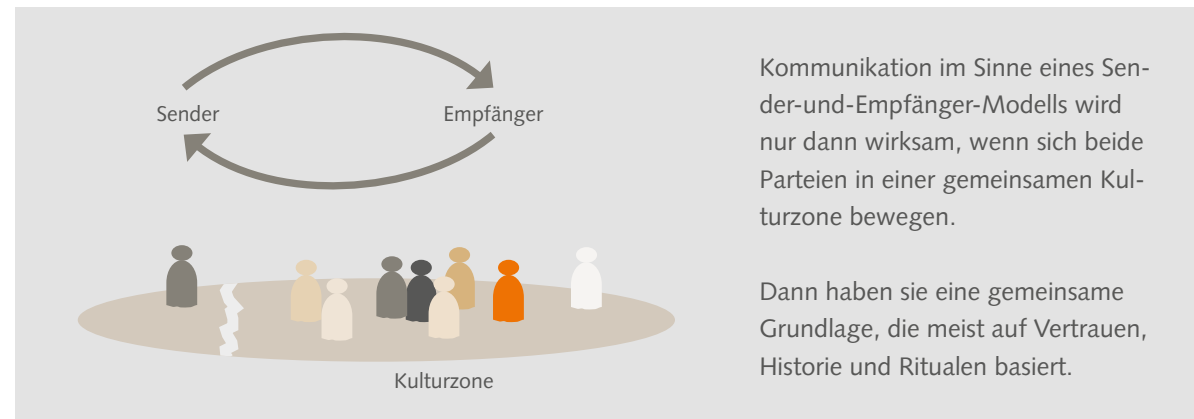 Sender
Empfänger
Kulturzone
Kommunikation im Sinne eines Sen-
der-und-Empfänger-Modells wird
nur dann wirksam, wenn sich beide
Parteien in einer gemeinsamen Kul-
turzone bewegen.
Dann haben sie eine gemeinsame
Grundlage, die meist auf Vertrauen,
Historie und Ritualen basiert.